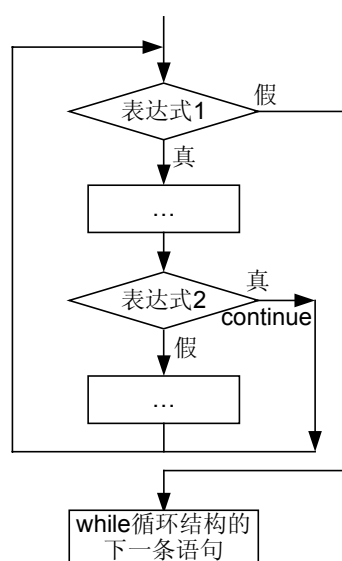 表达式1
假
真
…
表达式2
真
continue
假
…
while循环结构的
下一条语句